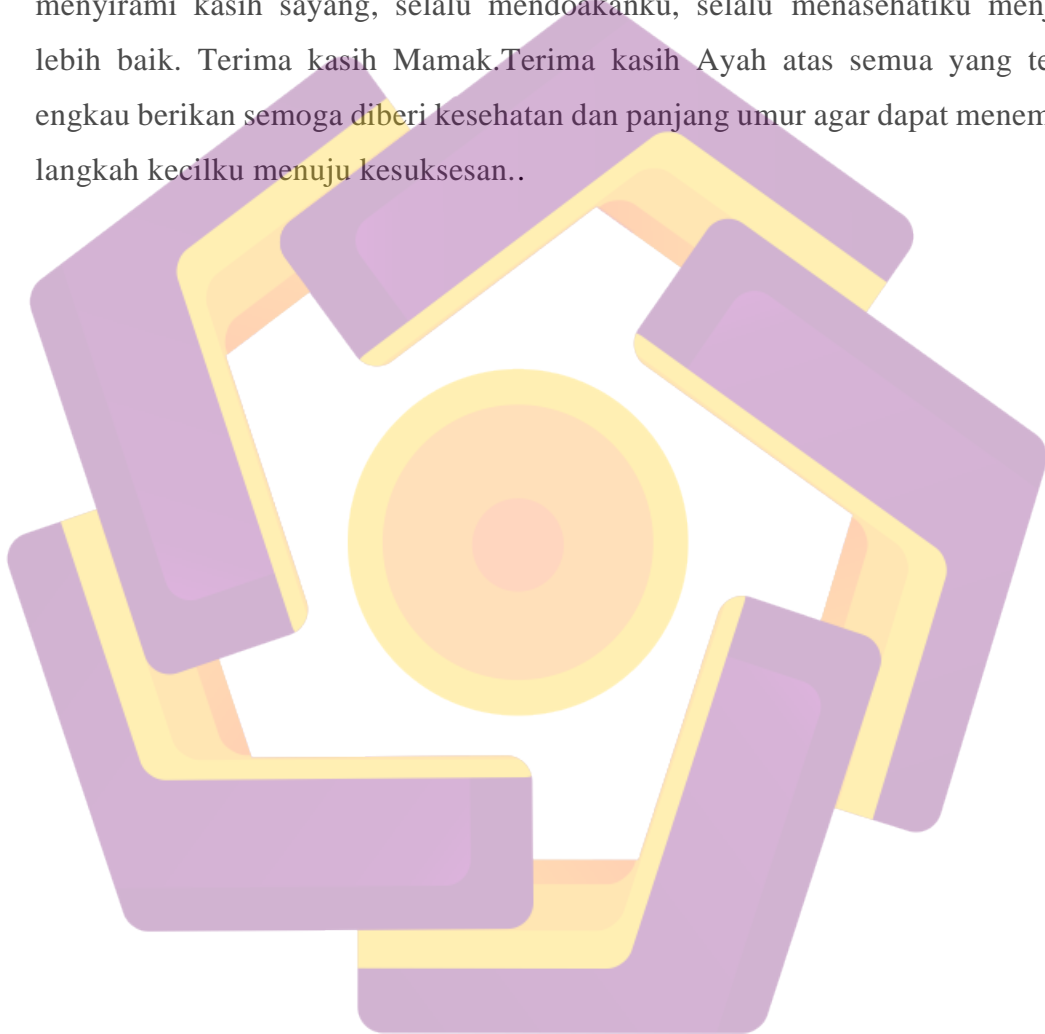 menyirami kasih sayang, selalu mendoakanku, selalu menasehatiku
lebih baik. Terima kasih Mamak.Terima kasih Ayah atas semua yang
engkau berikan semoga diberi kesehatan dan panjang umur agar dapat
langkah kecilku menuju kesuksesan..